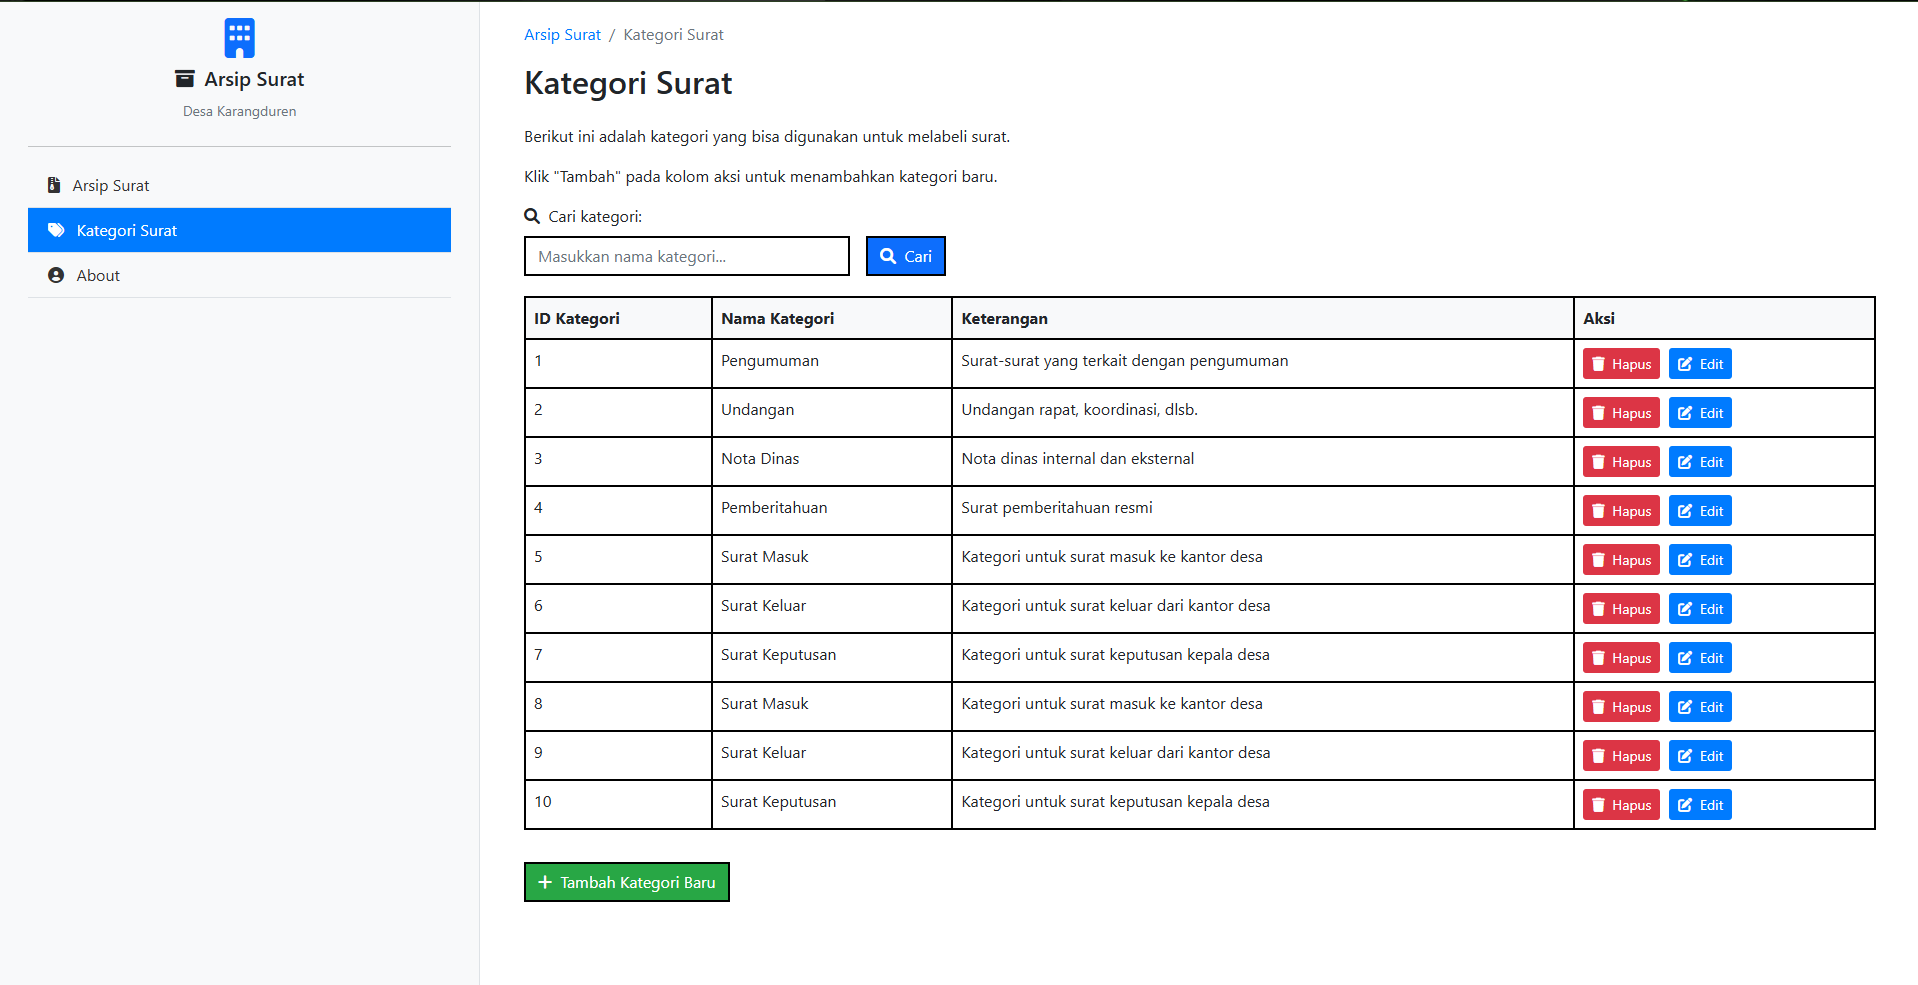 Arsip Surat
Desa Karangduren
Arsip Surat
Kategori Surat
About
Arsip Surat / Kategori Surat
Kategori Surat
Berikut ini adalah kategori yang bisa digunakan untuk melabeli surat.
Klik "Tambah" pada kolom aksi untuk menambahkan kategori baru.
Cari kategori:
Masukkan nama kategori... Cari
ID Kategori Nama Kategori Keterangan Aksi
1 Pengumuman Surat-surat yang terkait dengan pengumuman Hapus Edit
2 Undangan Undangan rapat, koordinasi, dlsb. Hapus Edit
3 Nota Dinas Nota dinas internal dan eksternal Hapus Edit
4 Pemberitahuan Surat pemberitahuan resmi Hapus Edit
5 Surat Masuk Kategori untuk surat masuk ke kantor desa Hapus Edit
6 Surat Keluar Kategori untuk surat keluar dari kantor desa Hapus Edit
7 Surat Keputusan Kategori untuk surat keputusan kepala desa Hapus Edit
8 Surat Masuk Kategori untuk surat masuk ke kantor desa Hapus Edit
9 Surat Keluar Kategori untuk surat keluar dari kantor desa Hapus Edit
10 Surat Keputusan Kategori untuk surat keputusan kepala desa Hapus Edit
+ Tambah Kategori Baru